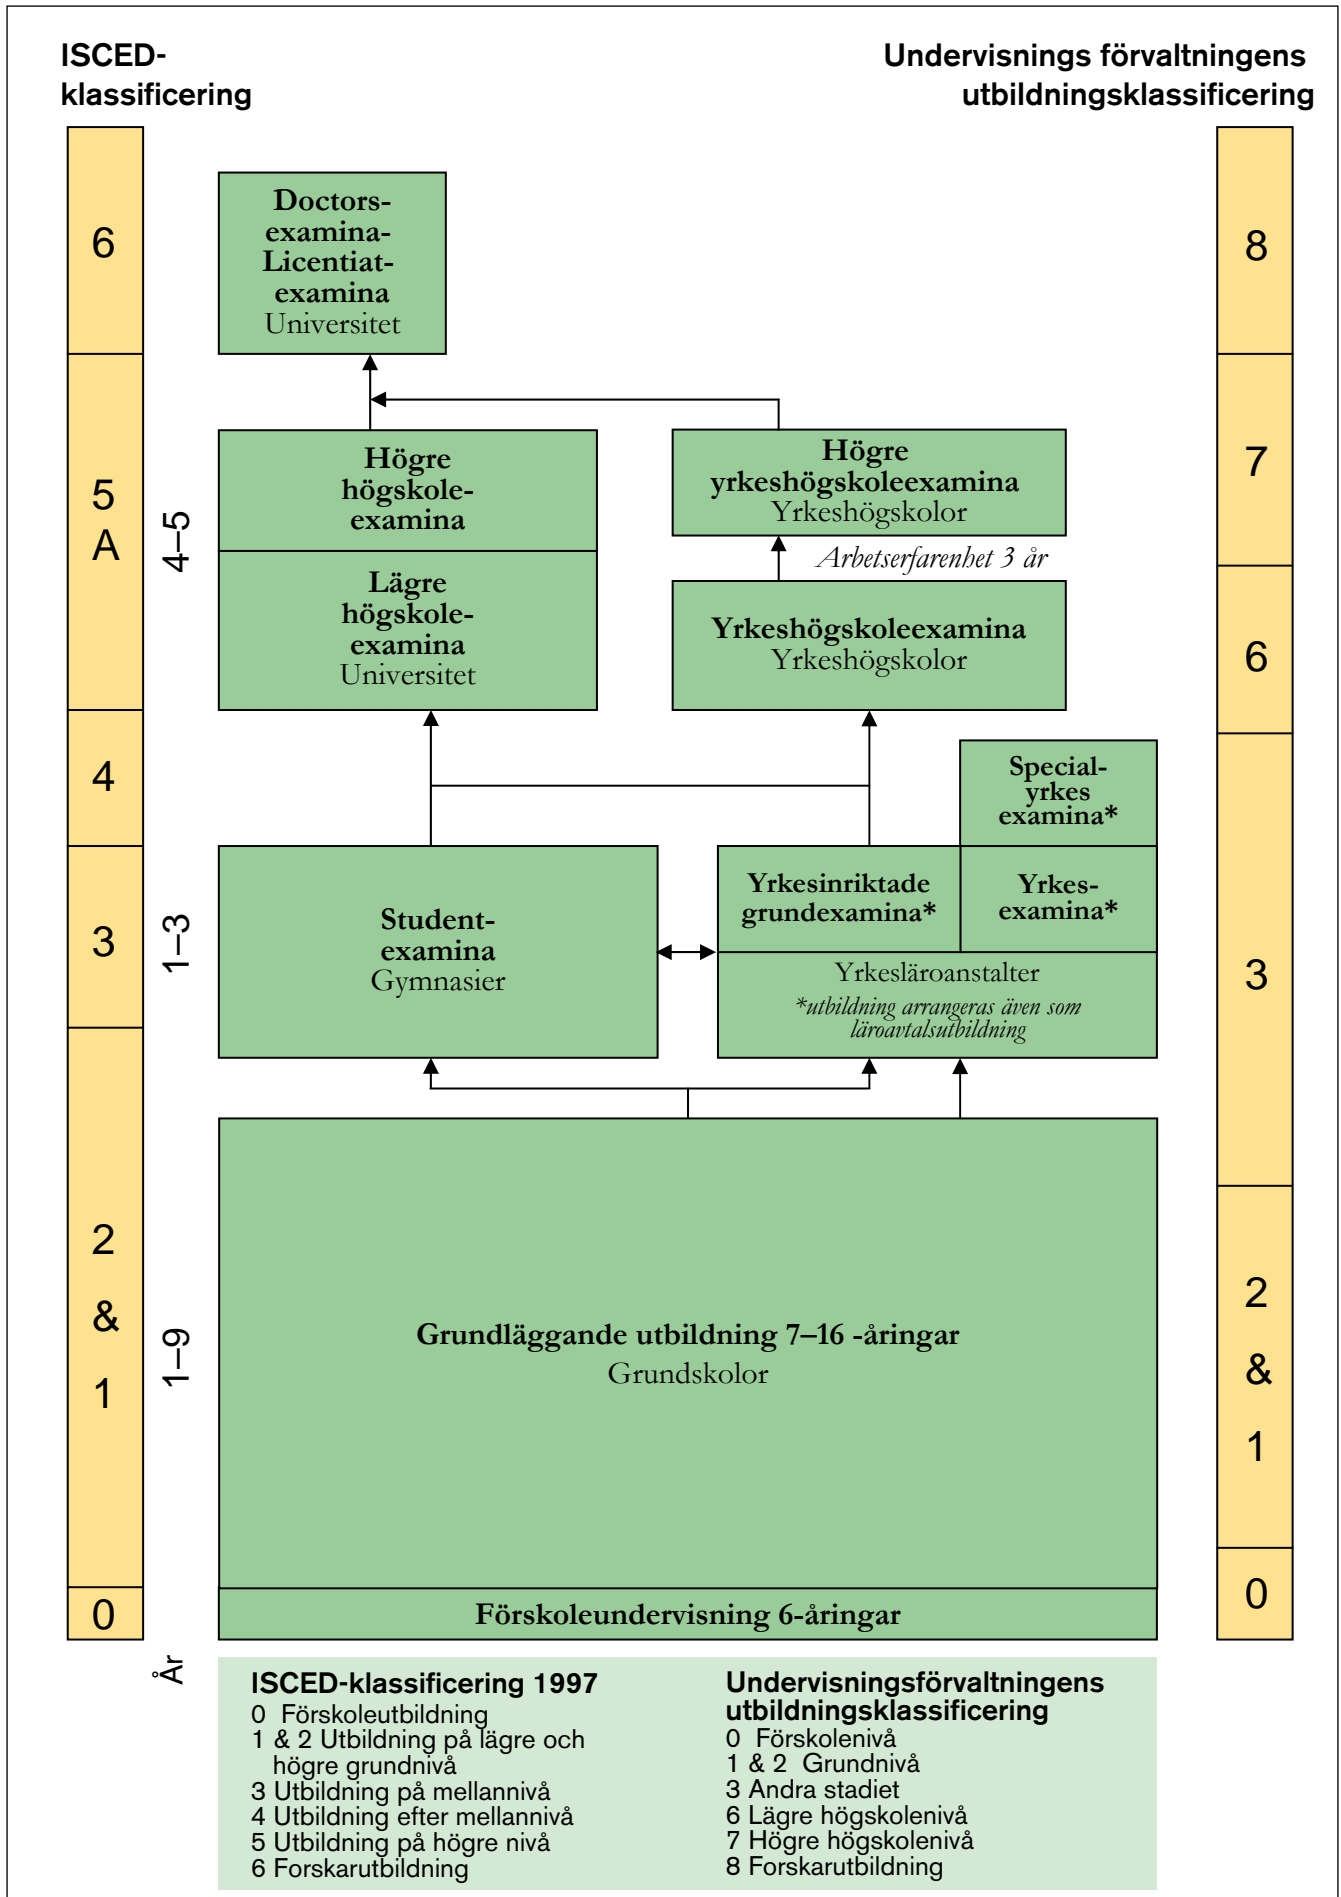 ISCED-
klassificering
Undervisnings förvaltningens
utbildningsklassificering
6
5
A
4
3
2
&
1
0
4–5
1–3
1–9
År
Doctors-
examina-
Licentiat-
examina
Universitet
Högre
högskole-
examina
Lägre
högskole-
examina
Universitet
Högre
yrkeshögskoleexamina
Yrkeshögskolor
Arbetserfarenhet 3 år
Yrkeshögskoleexamina
Yrkeshögskolor
Special-
yrkes
examina*
Student-
examina
Gymnasier
Yrkesinriktade
grundexamina*
Yrkes-
examina*
Yrkesläroanstalter
*utbildning arrangeras även som
läroavtalsutbildning
Grundläggande utbildning 7–16 -åringar
Grundskolor
Förskoleundervisning 6-åringar
8
7
6
3
2
&
1
0
ISCED-klassificering 1997
0 Förskoleutbildning
1 & 2 Utbildning på lägre och
högre grundnivå
3 Utbildning på mellannivå
4 Utbildning efter mellannivå
5 Utbildning på högre nivå
6 Forskarutbildning
Undervisningsförvaltningens
utbildningsklassificering
0 Förskolenivå
1 & 2 Grundnivå
3 Andra stadiet
6 Lägre högskolenivå
7 Högre högskolenivå
8 Forskarutbildning